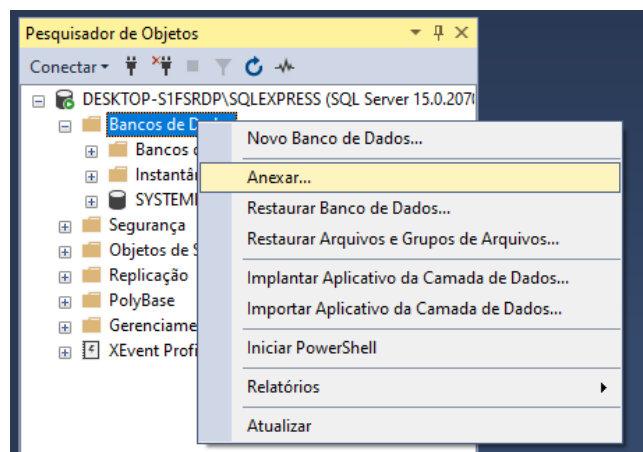 Pesquisador de Objetos
Conectar
DESKTOP-S1FSRDP\SQLEXPRESS (SQL Server 15.0.207
Bancos de D
Bancos
Instantâ
SYSTEM
Segurança
Objetos de S
Replicação
PolyBase
Gerenciame
XEvent Profi
Novo Banco de Dados...
Anexar...
Restaurar Banco de Dados...
Restaurar Arquivos e Grupos de Arquivos...
Implantar Aplicativo da Camada de Dados...
Importar Aplicativo da Camada de Dados...
Iniciar PowerShell
Relatórios
Atualizar